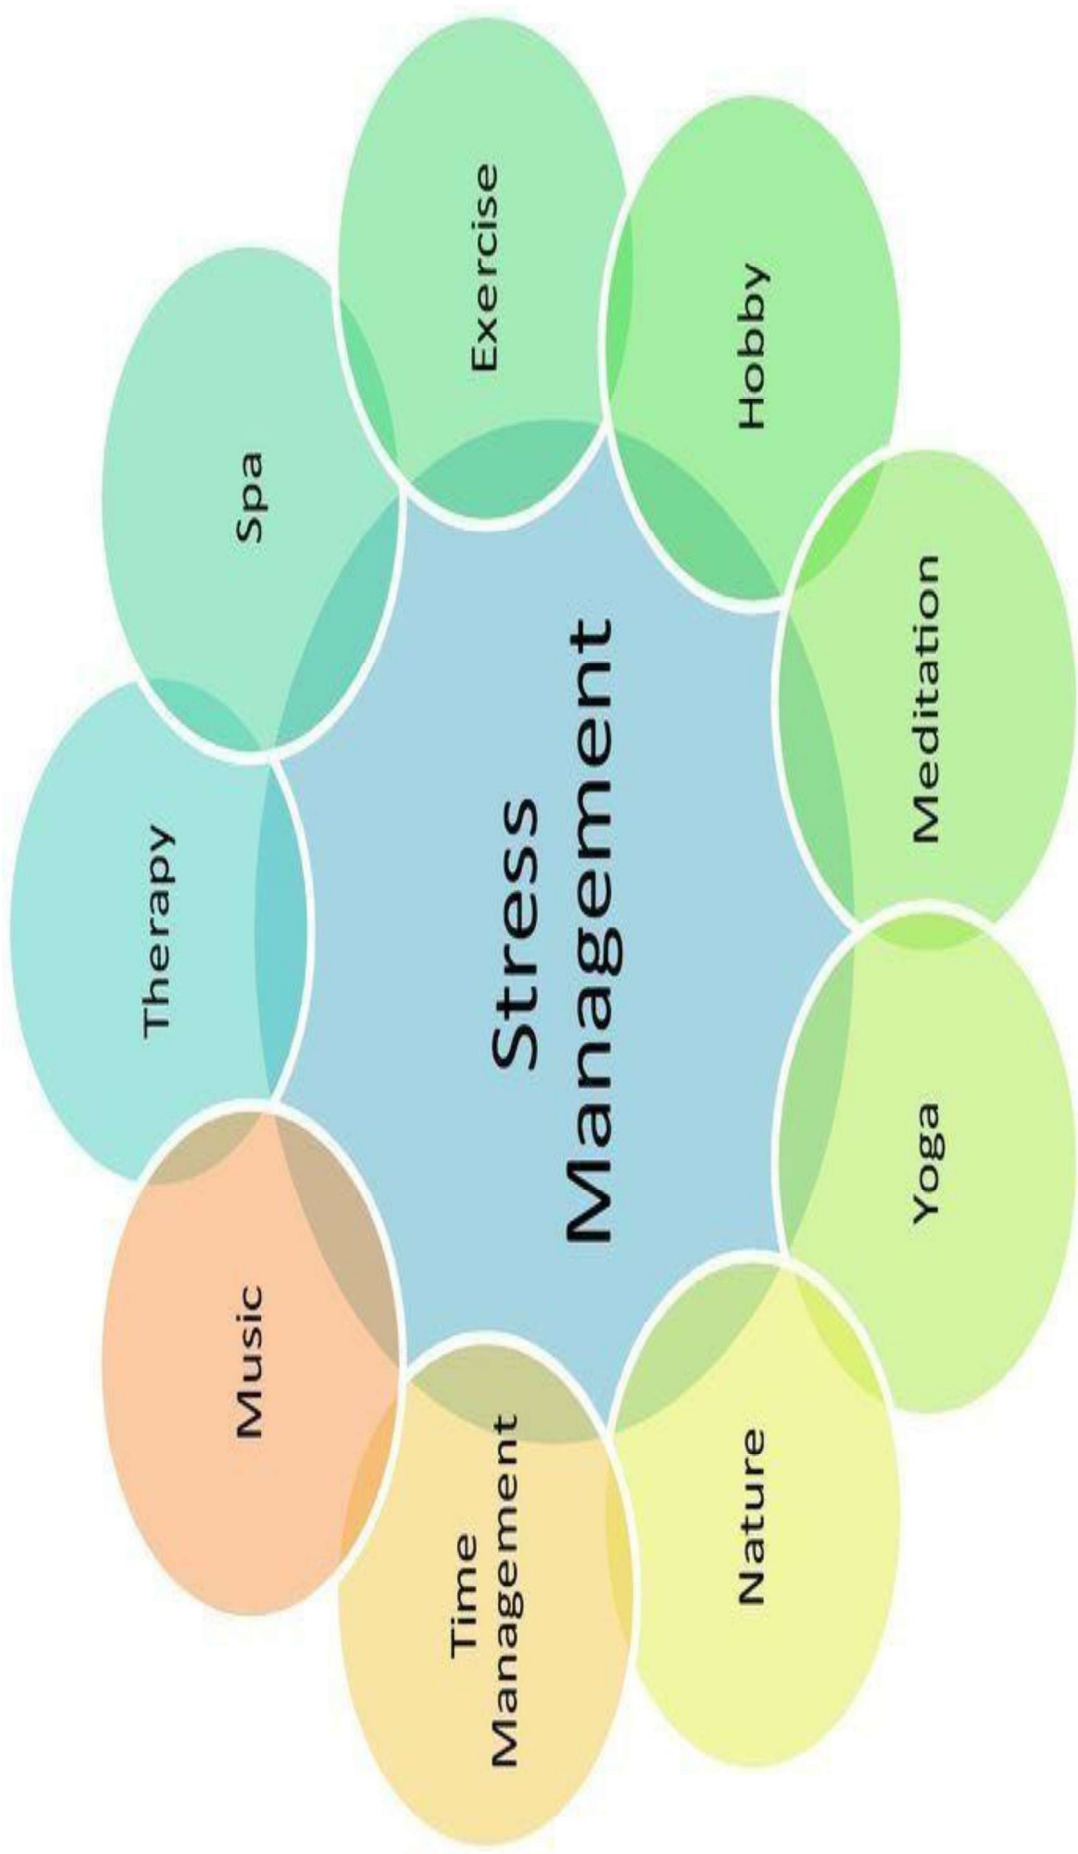 Therapy
Spa
Exercise
Hobby
Meditation
Yoga
Nature
Time
Management
Music
Stress
Management